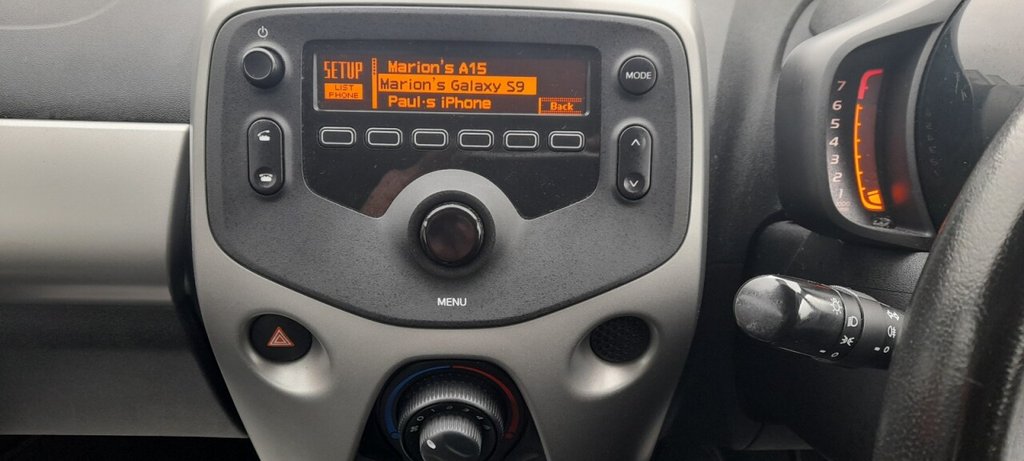 SETUP
LIST
PHONE
Marion's A15
Marion's Galaxy S9
Paul·s iPhone
Back
MODE
MENU
7
6
5
4
3
2
1